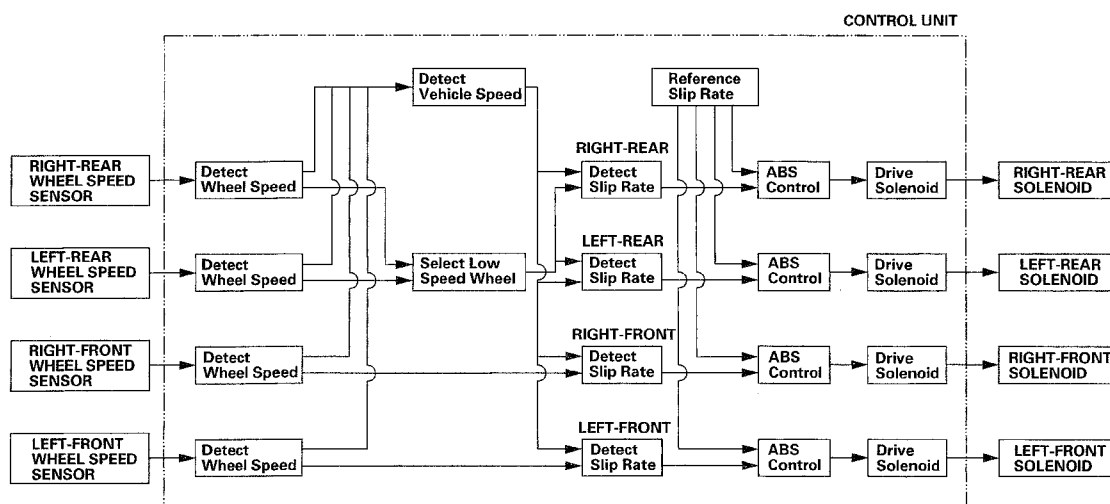 CONTROL UNIT
Detect
Vehicle Speed
Reference
Slip Rate
RIGHT-REAR
WHEEL SPEED
SENSOR
Detect
Wheel Speed
RIGHT-REAR
Detect
Slip Rate
ABS
Control
Drive
Solenoid
RIGHT-REAR
SOLENOID
LEFT-REAR
WHEEL SPEED
SENSOR
Detect
Wheel Speed
Select Low
Speed Wheel
LEFT-REAR
Detect
Slip Rate
ABS
Control
Drive
Solenoid
LEFT-REAR
SOLENOID
RIGHT-FRONT
WHEEL SPEED
SENSOR
Detect
Wheel Speed
RIGHT-FRONT
Detect
Slip Rate
ABS
Control
Drive
Solenoid
RIGHT-FRONT
SOLENOID
LEFT-FRONT
WHEEL SPEED
SENSOR
Detect
Wheel Speed
LEFT-FRONT
Detect
Slip Rate
ABS
Control
Drive
Solenoid
LEFT-FRONT
SOLENOID